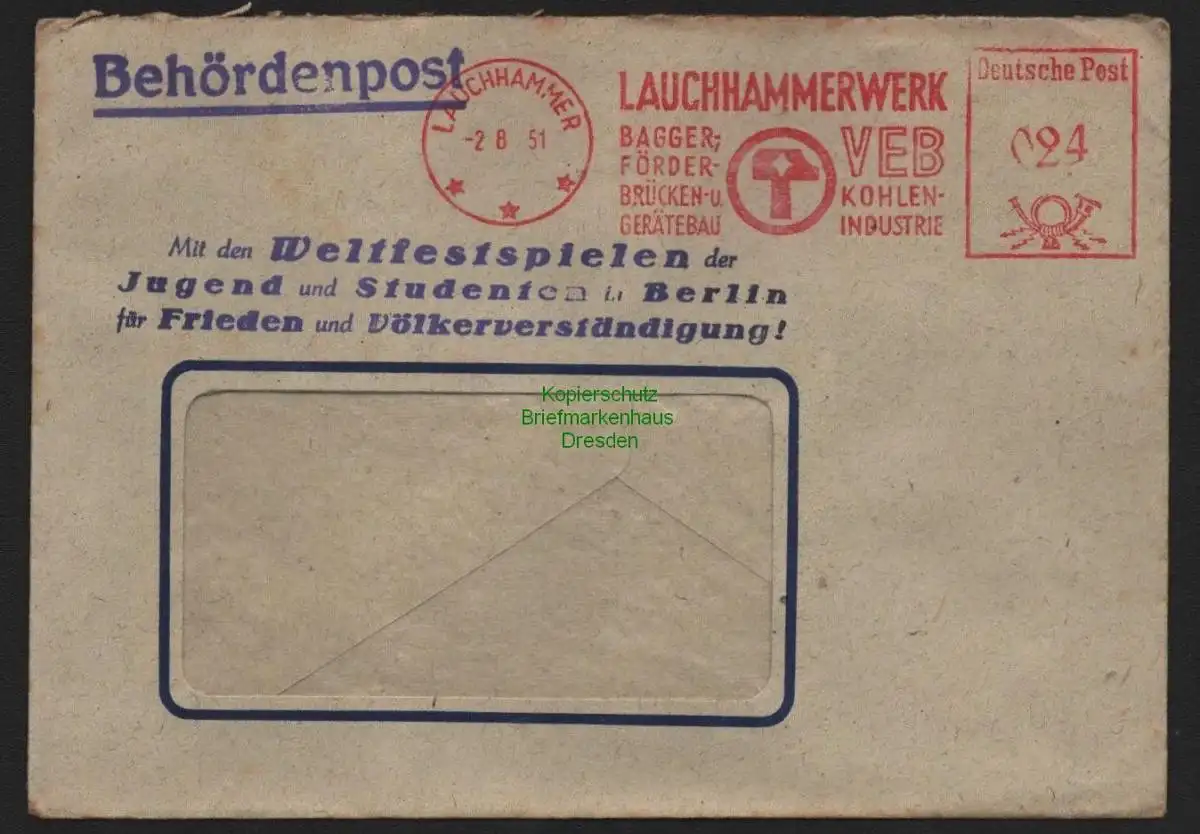 Behördenpost
LAUCHHAMMER
-2 8 51
LAUCHHAMMERWERK
BAGGER-,
FÖRDER-
BRÜCKEN-u.
GERÄTEBAU
VEB
KOHLEN-
INDUSTRIE
Deutsche Post
024
Mit den Weltfestspielen der
Jugend und Studenten in Berlin
für Frieden und Völkerverständigung!
Kopierschutz
Briefmarkenhaus
Dresden